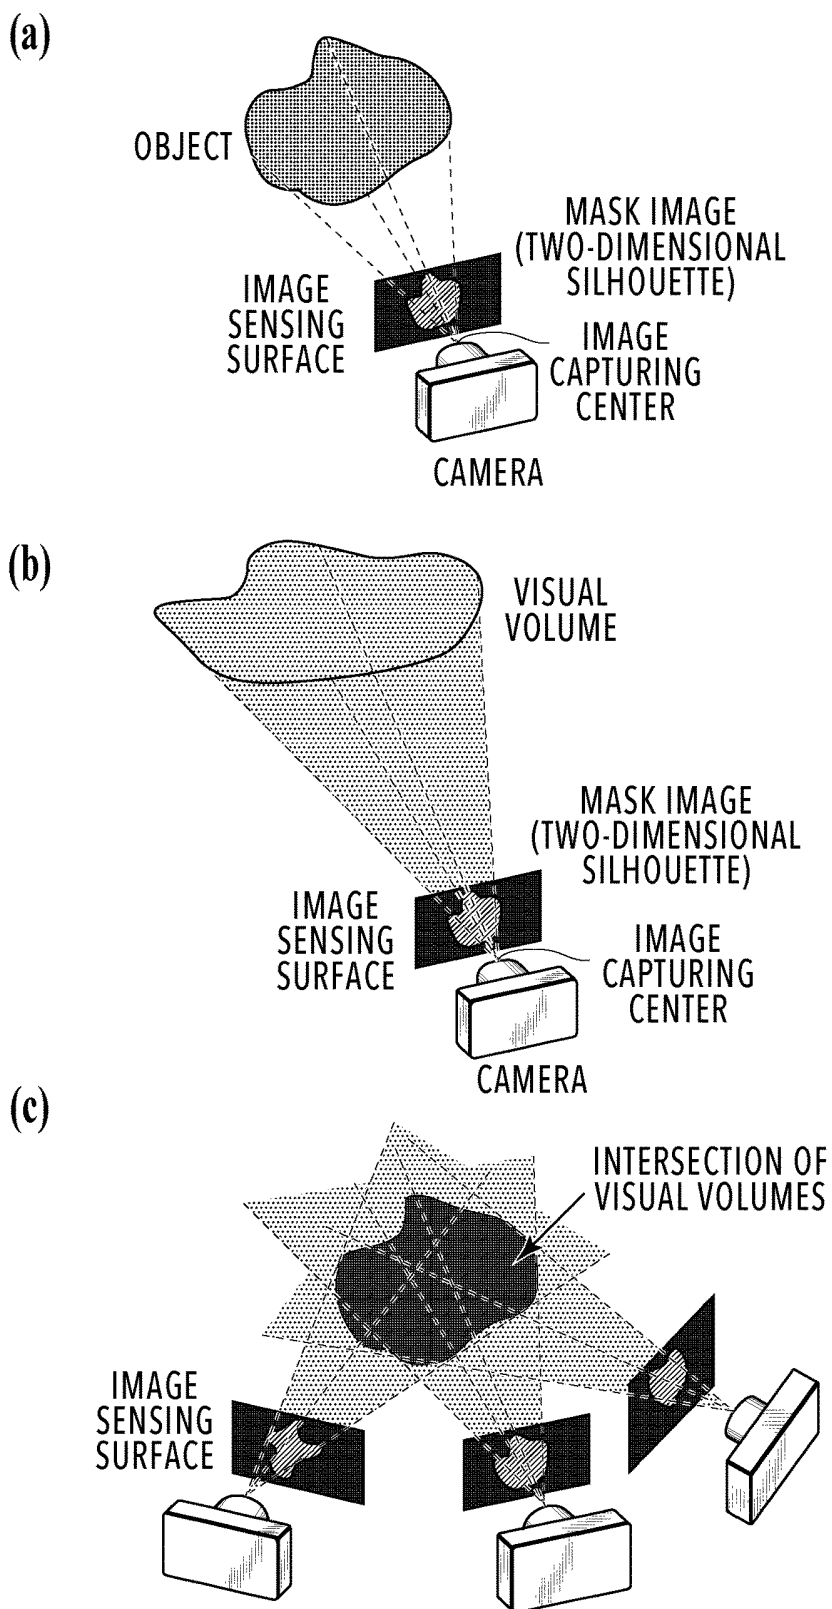 (a)
OBJECT
MASK IMAGE
(TWO-DIMENSIONAL
SILHOUETTE)
IMAGE
SENSING
SURFACE
IMAGE
CAPTURING
CENTER
CAMERA
(b)
VISUAL
VOLUME
MASK IMAGE
(TWO-DIMENSIONAL
SILHOUETTE)
IMAGE
SENSING
SURFACE
IMAGE
CAPTURING
CENTER
CAMERA
(c)
INTERSECTION OF
VISUAL VOLUMES
IMAGE
SENSING
SURFACE